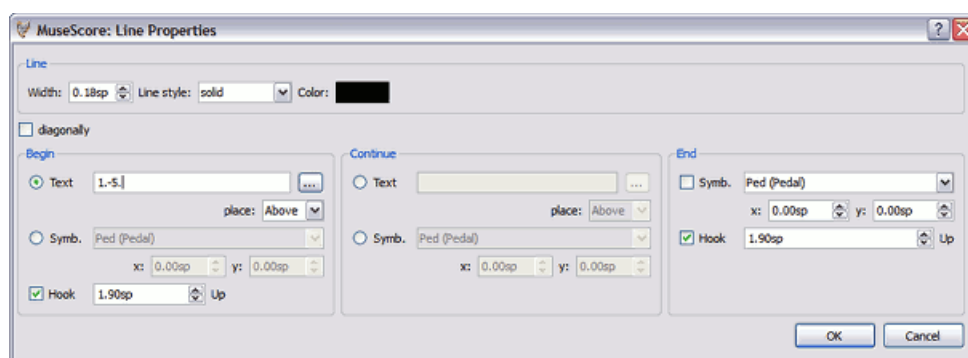 MuseScore: Line Properties
Line
Width: 0.18sp Line style: solid Color:
diagonally
Begin
Text 1.-5.
...
place: Above
Symb. Ped (Pedal)
x: 0.00sp y: 0.00sp
Hook 1.90sp Up
Continue
Text
...
place: Above
Symb. Ped (Pedal)
x: 0.00sp y: 0.00sp
End
Symb. Ped (Pedal)
x: 0.00sp y: 0.00sp
Hook 1.90sp Up
OK Cancel